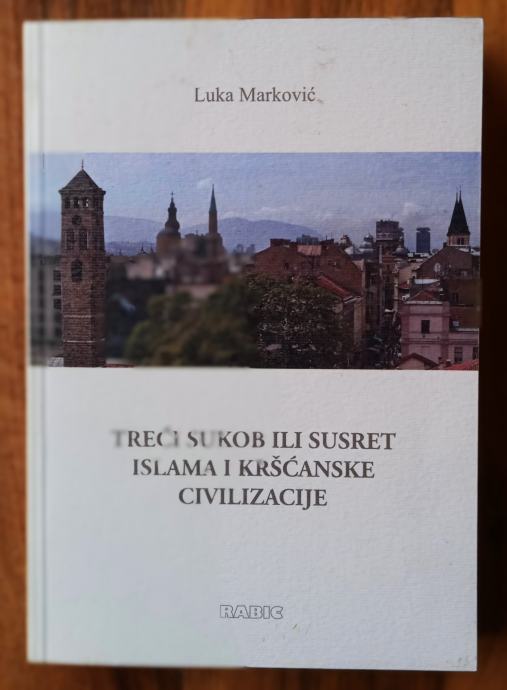 Luka Marković
TREĆI SUKOB ILI SUSRET
ISLAMA I KRŠĆANSKE
CIVILIZACIJE
RABIC